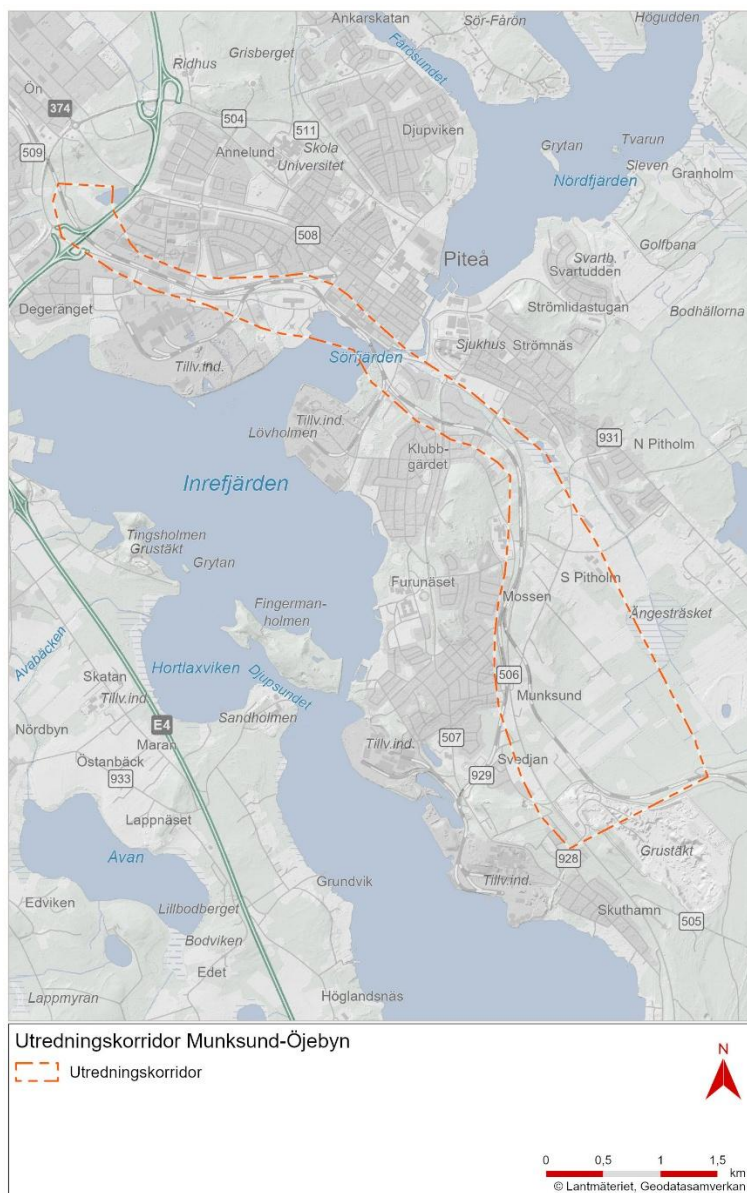 Ankarskatan
Sör-Fårön
Högudden
Grisberget
Fårösundet
Ridhus
Ön
374
504
511
Djupviken
Tvarun
Grytan
509
Annelund
Skola
Universitet
Sleven
Nördfjärden
Granholm
508
Golfbana
Piteå
Svartb.
Svartudden
Bodhällorna
Degeränget
Strömlidastugan
Sjukhus
Strömnäs
Tillv.ind.
Sörfjärden
Tillv.ind.
Lövholmen
931
N Pitholm
Klubb-
gärdet
Inrefjärden
Tingsholmen
Grustäkt
Grytan
Furunäset
S Pitholm
Mossen
Fingerman-
holmen
Ängesträsket
Avabäcken
Hortlaxviken
Djupsundet
Skatan
506
Tillv.ind
Munksund
Sandholmen
Nördbyn
E4
Maran
507
Östanbäck
Tillv.ind.
Svedjan
933
929
Lappnäset
Avan
928
Grustäkt
Grundvik
Tillv.ind.
Edviken
Lillbodberget
Skuthamn
505
Bodviken
Edet
Lappmyran
Höglandsnäs
Utredningskorridor Munksund-Öjebyn
Utredningskorridor
N
0 0,5 1 1,5
km
© Lantmäteriet, Geodatasamverkan